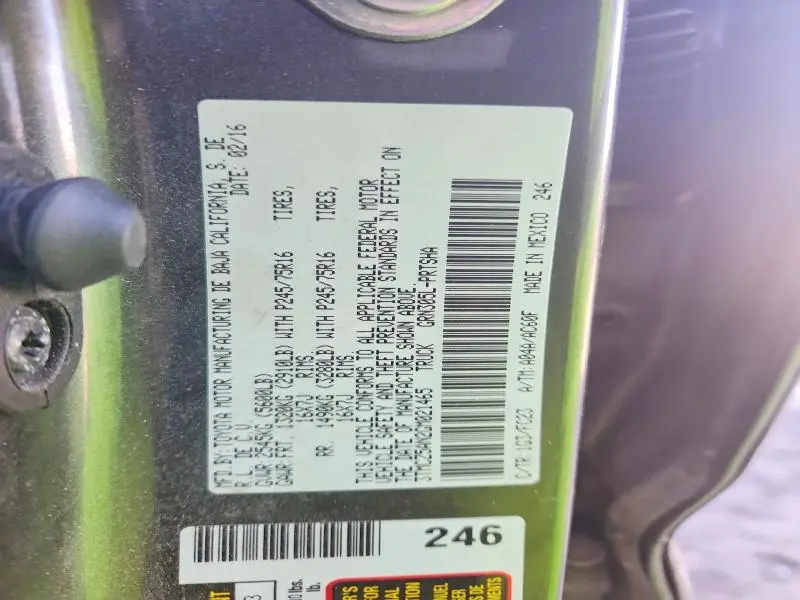 MFD BY: TOYOTA MOTOR MANUFACTURING DE BAJA CALIFORNIA, S. DE
R.L. DE C.V. DATE: 02/16
GVWR: 2545KG (5600LB)
GAWR: FRT. 1320KG (2910LB) WITH P245/75R16 TIRES,
16X7J RIMS.
RR. 1490KG (3280LB) WITH P245/75R16 TIRES,
16X7J RIMS.
THIS VEHICLE CONFORMS TO ALL APPLICABLE FEDERAL MOTOR
VEHICLE SAFETY AND THEFT PREVENTION STANDARDS IN EFFECT ON
THE DATE OF MANUFACTURE SHOWN ABOVE.
TRUCK GRN305L-PRTSHA
C/TR: 1G3/FC23 A/TM: A04A/AC60F MADE IN MEXICO 246
246